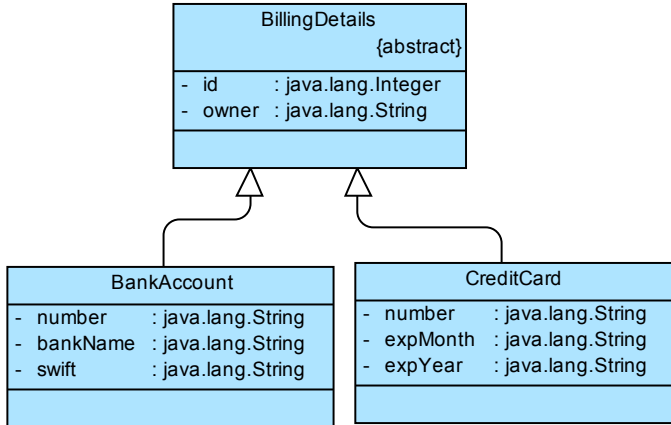 BillingDetails
{abstract}
- id : java.lang.Integer
- owner : java.lang.String
BankAccount
- number : java.lang.String
- bankName : java.lang.String
- swift : java.lang.String
CreditCard
- number : java.lang.String
- expMonth : java.lang.String
- expYear : java.lang.String